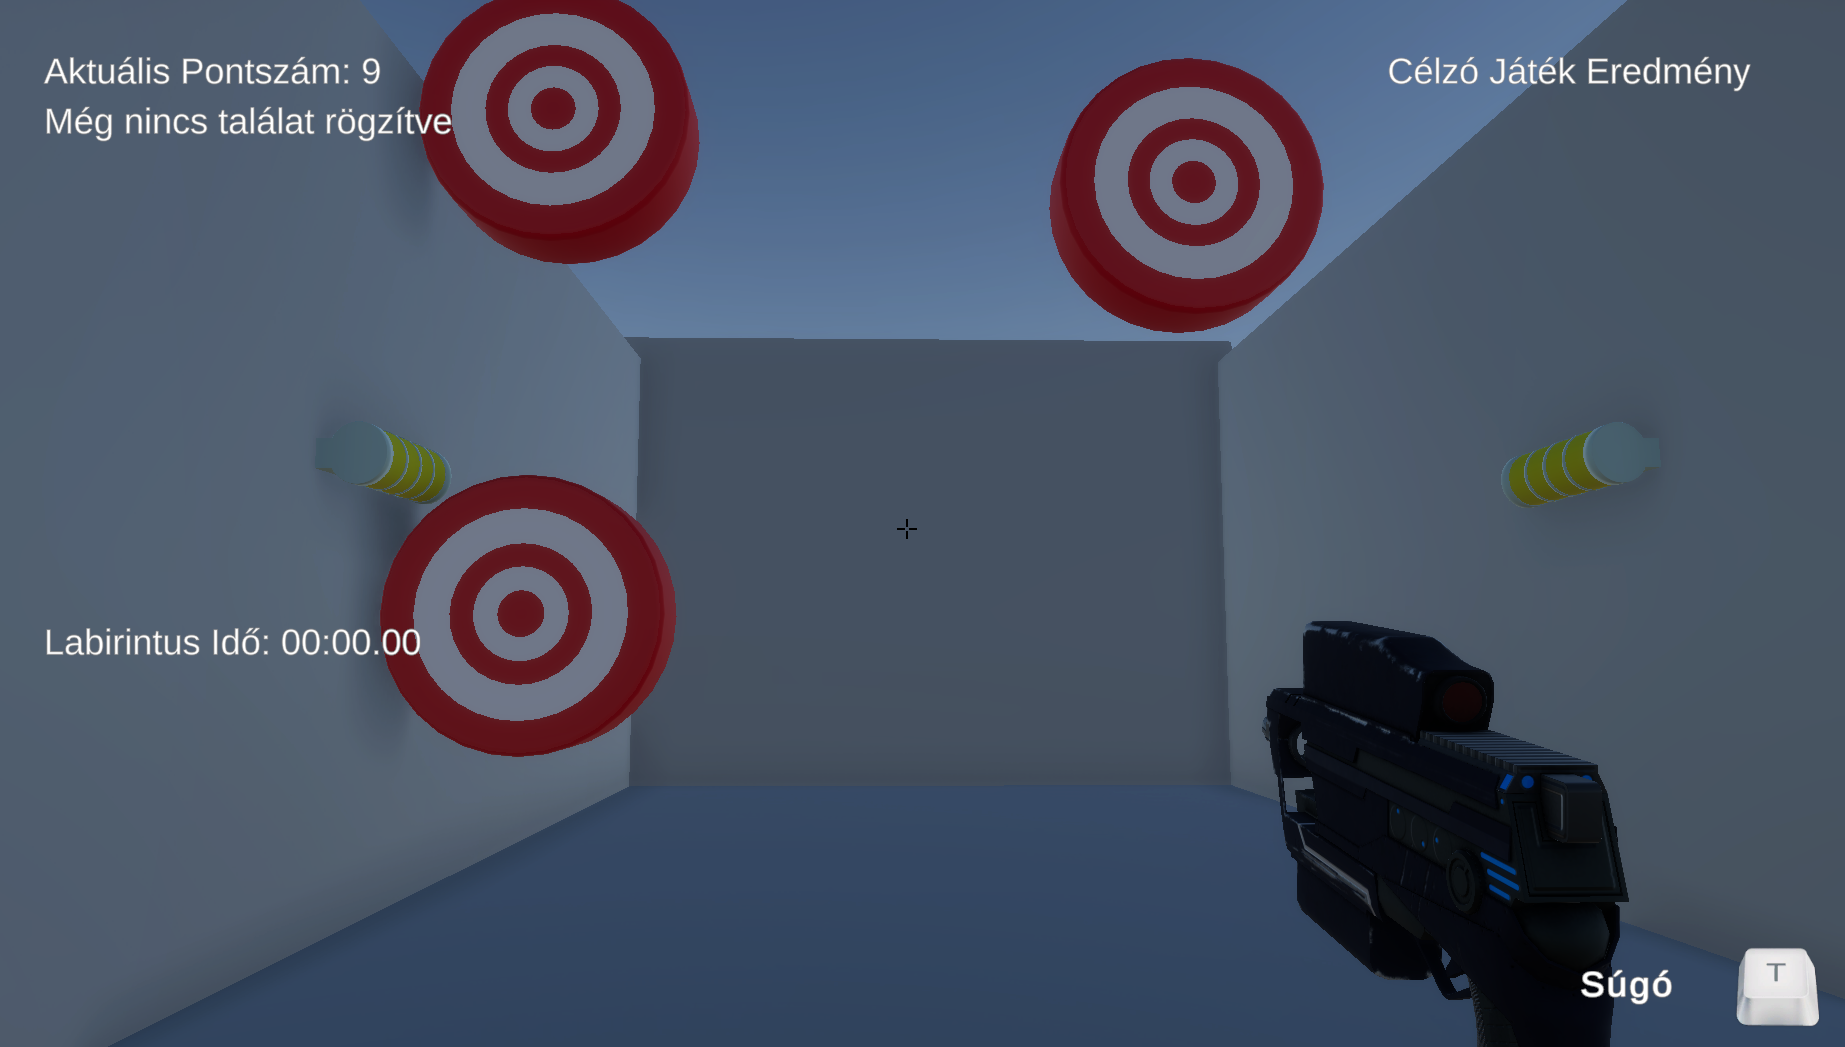 Aktuális Pontszám: 9
Még nincs találat rögzítve
Célzó Játék Eredmény
Labirintus Idő: 00:00.00
Súgó
T